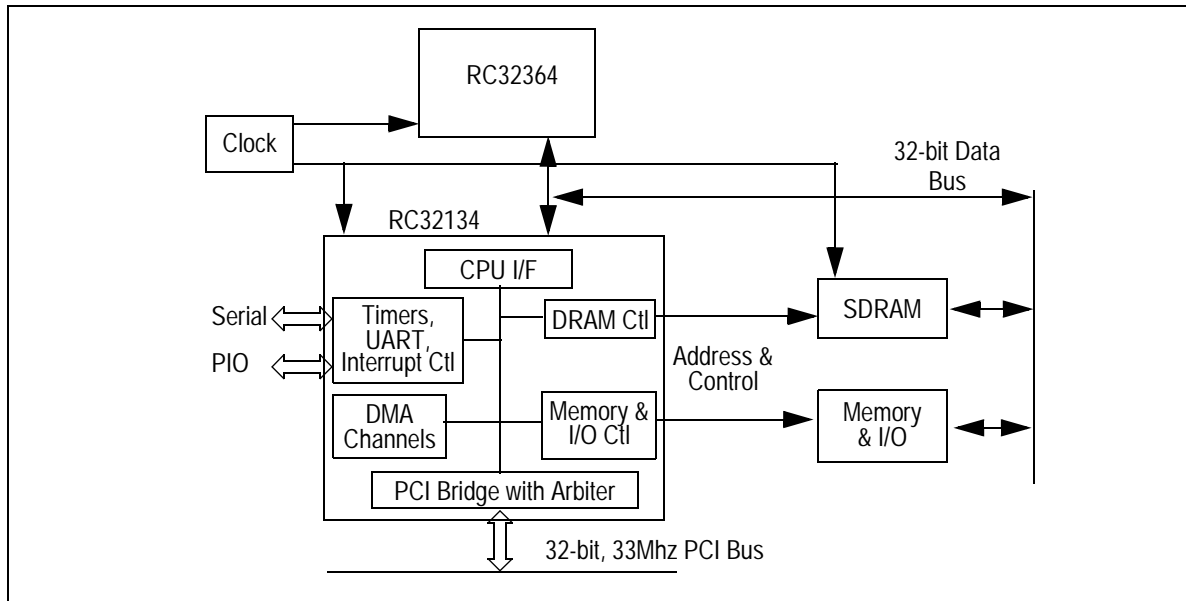 RC32364
Clock
32-bit Data
Bus
RC32134
CPU I/F
Serial
PIO
Timers,
UART,
Interrupt Ctl
DRAM Ctl
SDRAM
Address &
Control
DMA
Channels
Memory &
I/O Ctl
Memory
& I/O
PCI Bridge with Arbiter
32-bit, 33Mhz PCI Bus